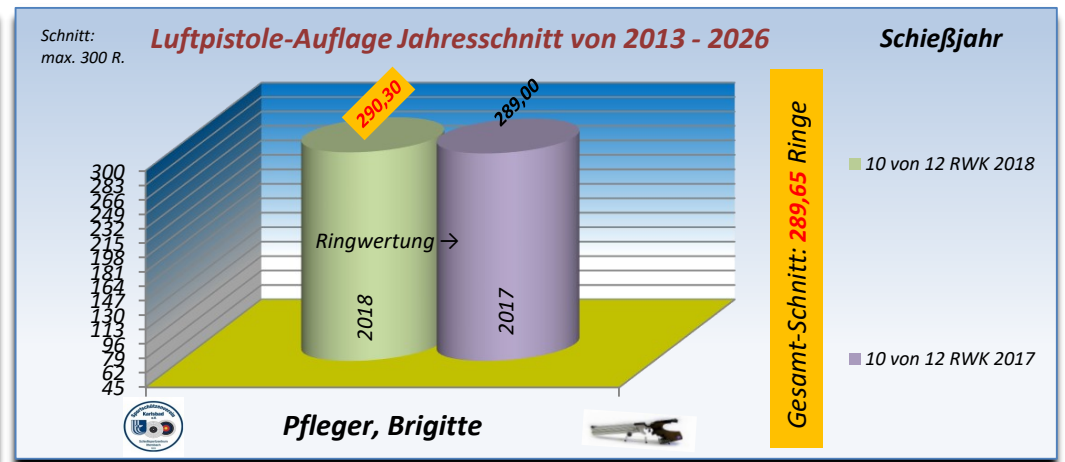 Schnitt:
max. 300 R.
Luftpistole-Auflage Jahresschnitt von 2013 - 2026
Schießjahr
290,30
289,00
300
283
266
249
232
215
198
181
164
147
130
113
96
79
62
45
Ringwertung →
2018
2017
Gesamt-Schnitt: 289,65 Ringe
10 von 12 RWK 2018
10 von 12 RWK 2017
Karlsbad
Pfleger, Brigitte